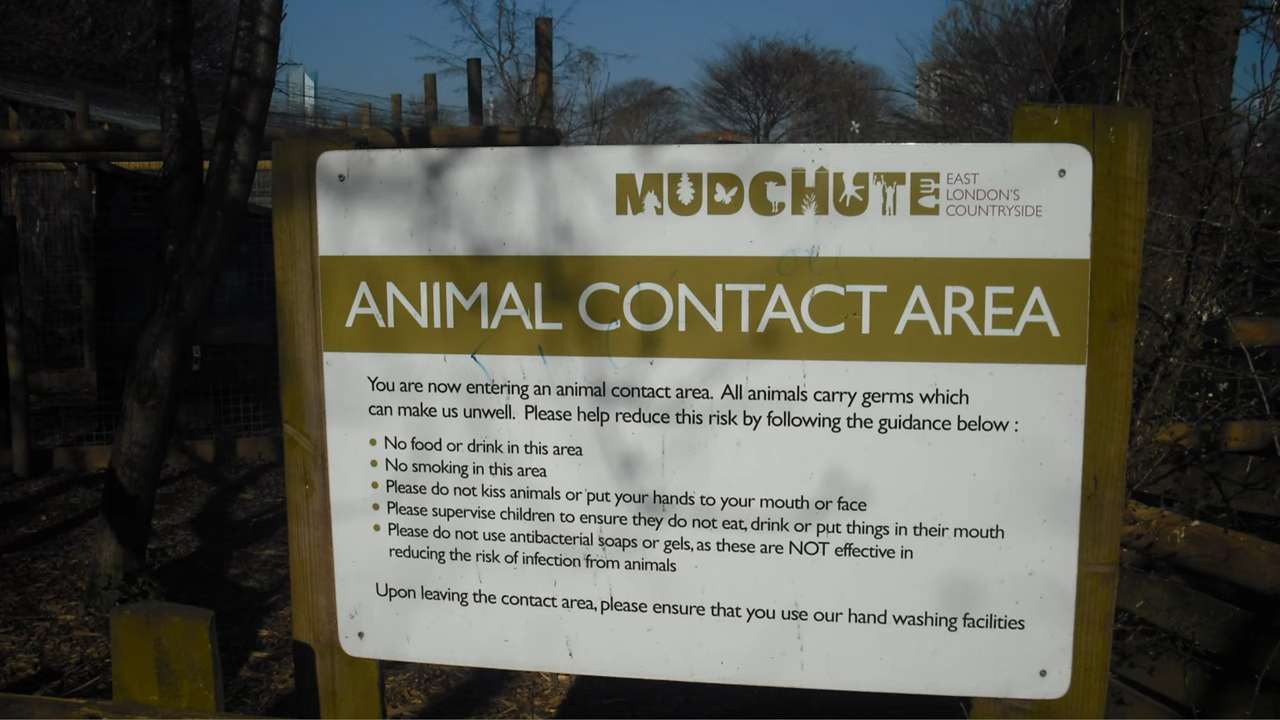 MUDCHUTE
EAST
LONDON'S
COUNTRYSIDE
ANIMAL CONTACT AREA
You are now entering an animal contact area. All animals carry germs which
can make us unwell. Please help reduce this risk by following the guidance below :
• No food or drink in this area
• No smoking in this area
• Please do not kiss animals or put your hands to your mouth or face
• Please supervise children to ensure they do not eat, drink or put things in their mouth
• Please do not use antibacterial soaps or gels, as these are NOT effective in
reducing the risk of infection from animals
Upon leaving the contact area, please ensure that you use our hand washing facilities